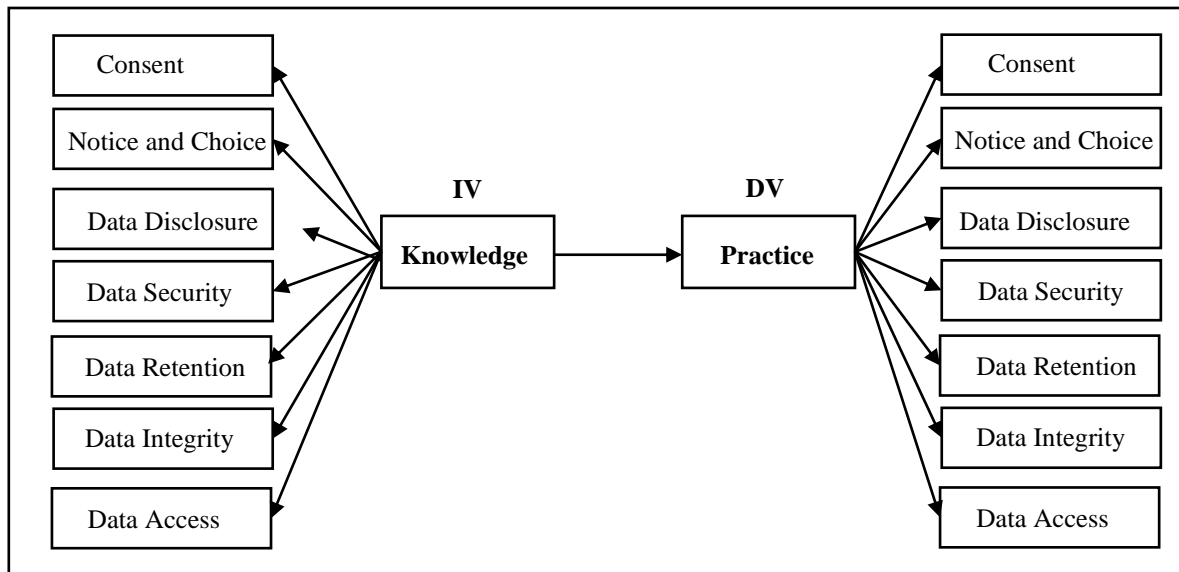 Consent
Notice and Choice
Data Disclosure
Data Security
Data Retention
Data Integrity
Data Access
IV
Knowledge
DV
Practice
Consent
Notice and Choice
Data Disclosure
Data Security
Data Retention
Data Integrity
Data Access